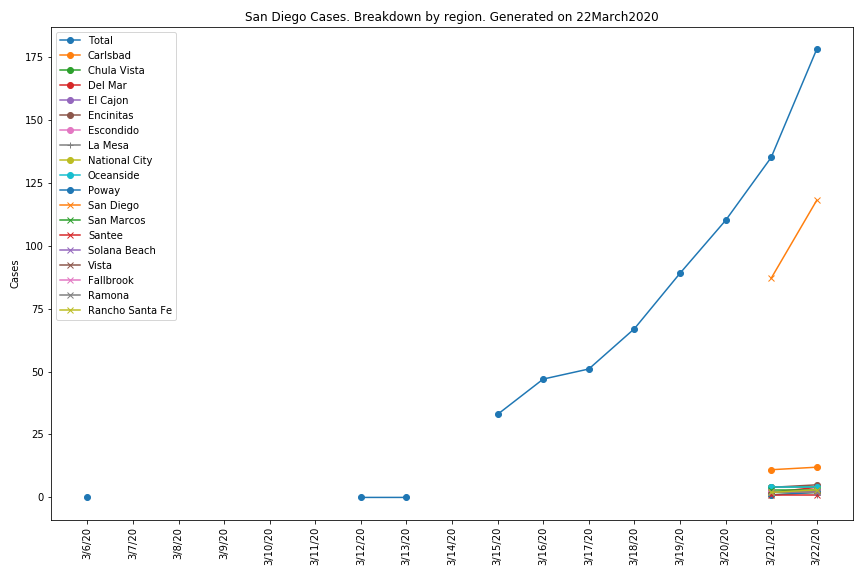 San Diego Cases. Breakdown by region. Generated on 22March2020
Total
Carlsbad
Chula Vista
Del Mar
El Cajon
Encinitas
Escondido
La Mesa
National City
Oceanside
Poway
San Diego
San Marcos
Santee
Solana Beach
Vista
Fallbrook
Ramona
Rancho Santa Fe
Cases
175
150
125
100
75
50
25
0
3/6/20
3/7/20
3/8/20
3/9/20
3/10/20
3/11/20
3/12/20
3/13/20
3/14/20
3/15/20
3/16/20
3/17/20
3/18/20
3/19/20
3/20/20
3/21/20
3/22/20